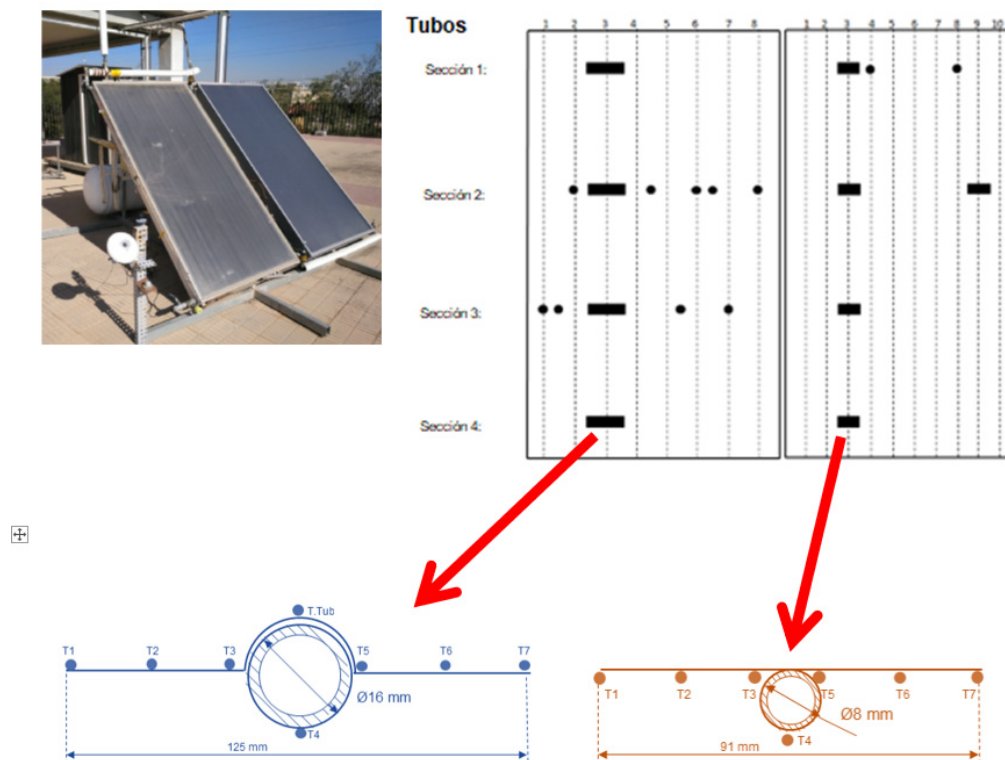 Tubos
1 2 3 4 5 6 7 8
1 2 3 4 5 6 7 8 9 10
Sección 1:
Sección 2:
Sección 3:
Sección 4:
T.Tub
T1 T2 T3 T5 T6 T7
Ø16 mm
T4
125 mm
T1 T2 T3 T5 T6 T7
Ø8 mm
T4
91 mm